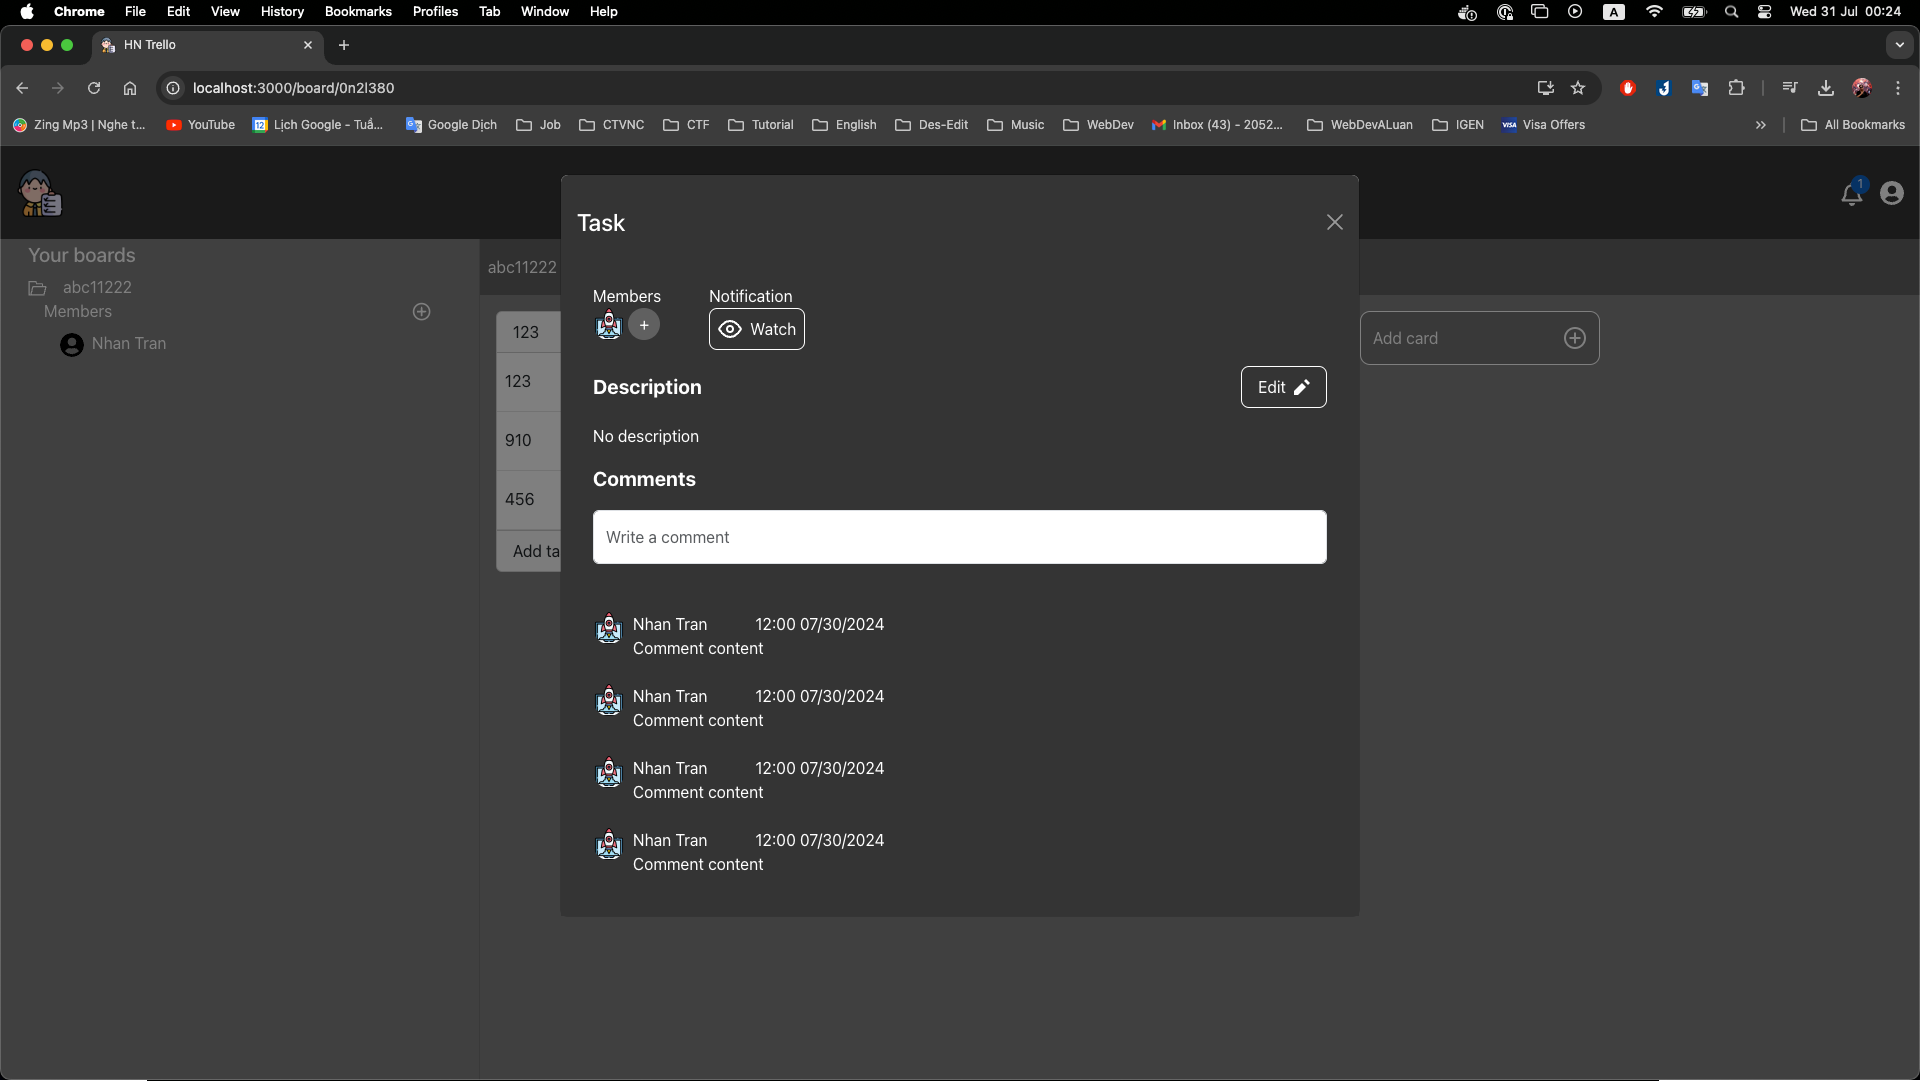 Chrome File Edit View History Bookmarks Profiles Tab Window Help A Wed 31 Jul 00:24
HN Trello
localhost:3000/board/0n2l380
Zing Mp3 | Nghe t... YouTube 12 Lịch Google - Tuầ... Google Dịch Job CTVNC CTF Tutorial English Des-Edit Music WebDev Inbox (43) - 2052... WebDevALuan IGEN VISA Visa Offers » All Bookmarks
1
Task
Your boards
abc11222
Members
Nhan Tran
abc11222
123
123
910
456
Add ta
Members Notification
+ Watch
Description Edit
No description
Comments
Write a comment
Nhan Tran 12:00 07/30/2024
Comment content
Nhan Tran 12:00 07/30/2024
Comment content
Nhan Tran 12:00 07/30/2024
Comment content
Nhan Tran 12:00 07/30/2024
Comment content
Add card